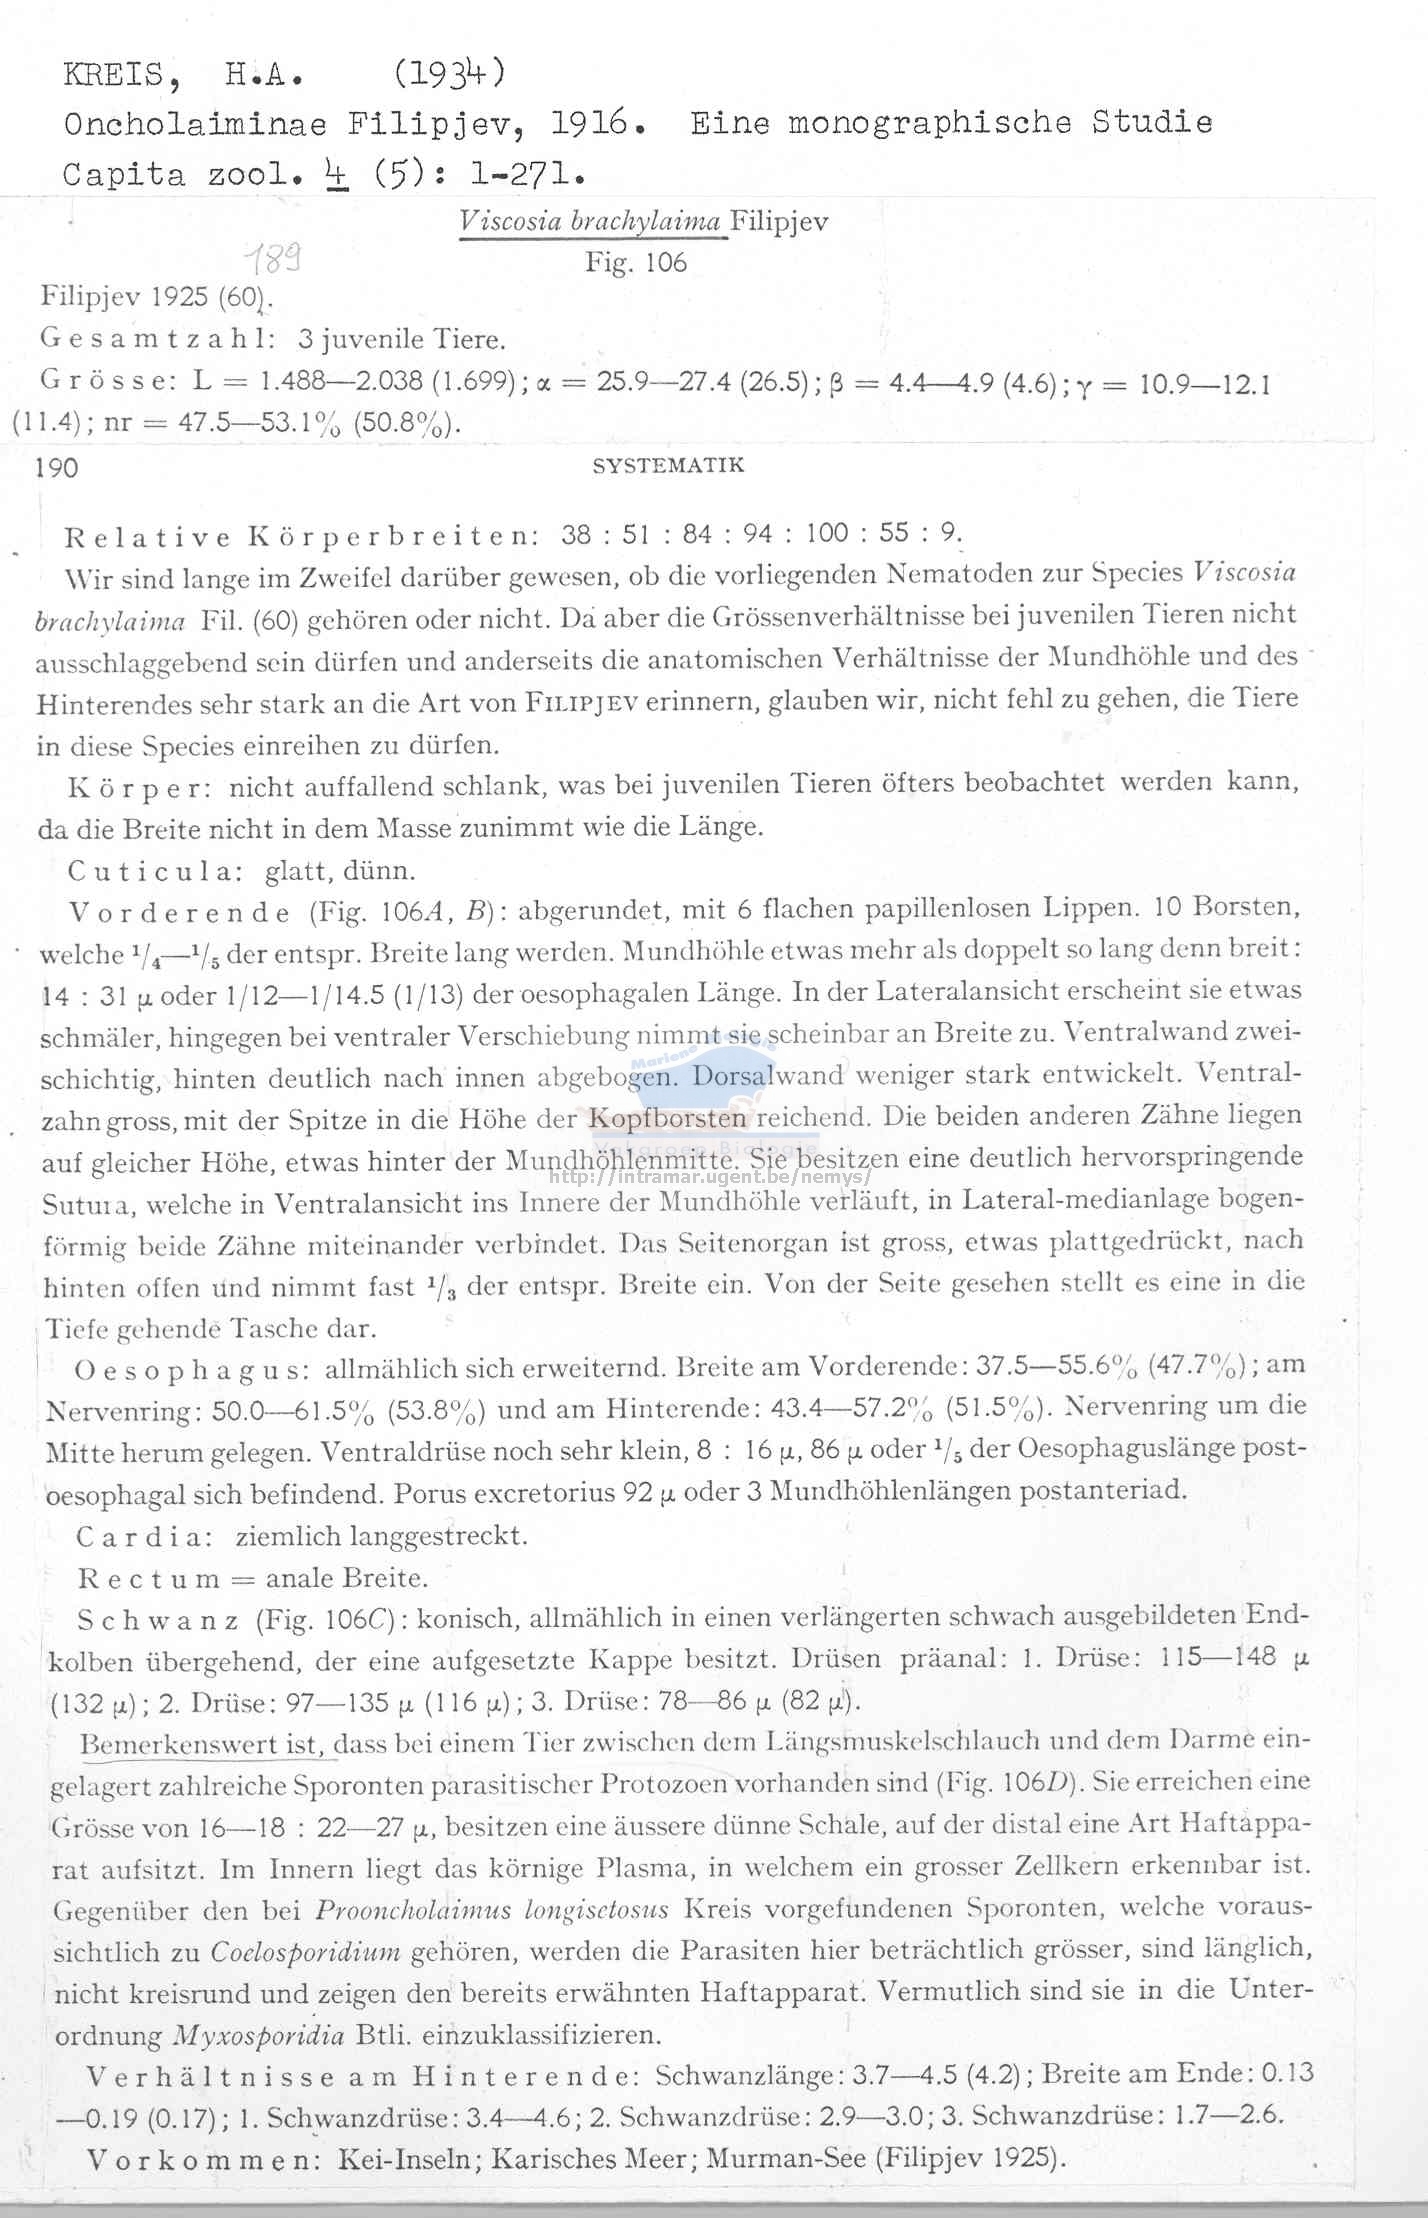 KREIS, H.A. (1934)
Oncholaiminae Filipjev, 1916. Eine monographische Studie
Capita zool. 4 (5): 1-271.
Viscosia brachylaima Filipjev
189
Fig. 106
Filipjev 1925 (60).
Gesamtzahl: 3 juvenile Tiere.
Grösse: L = 1.488—2.038 (1.699); α = 25.9—27.4 (26.5); β = 4.4—4.9 (4.6); γ = 10.9—12.1
(11.4); nr = 47.5—53.1% (50.8%).
190 SYSTEMATIK
Relative Körperbreiten: 38 : 51 : 84 : 94 : 100 : 55 : 9.
Wir sind lange im Zweifel darüber gewesen, ob die vorliegenden Nematoden zur Species Viscosia
brachylaima Fil. (60) gehören oder nicht. Da aber die Grössenverhältnisse bei juvenilen Tieren nicht
ausschlaggebend sein dürfen und anderseits die anatomischen Verhältnisse der Mundhöhle und des
Hinterendes sehr stark an die Art von FILIPJEV erinnern, glauben wir, nicht fehl zu gehen, die Tiere
in diese Species einreihen zu dürfen.
Körper: nicht auffallend schlank, was bei juvenilen Tieren öfters beobachtet werden kann,
da die Breite nicht in dem Masse zunimmt wie die Länge.
Cuticula: glatt, dünn.
Vorderende (Fig. 106A, B): abgerundet, mit 6 flachen papillenlosen Lippen. 10 Borsten,
welche 1/4—1/5 der entspr. Breite lang werden. Mundhöhle etwas mehr als doppelt so lang denn breit:
14 : 31 μ oder 1/12—1/14.5 (1/13) der oesophagalen Länge. In der Lateralansicht erscheint sie etwas
schmäler, hingegen bei ventraler Verschiebung nimmt sie scheinbar an Breite zu. Ventralwand zwei-
schichtig, hinten deutlich nach innen abgebogen. Dorsalwand weniger stark entwickelt. Ventral-
zahn gross, mit der Spitze in die Höhe der Kopfborsten reichend. Die beiden anderen Zähne liegen
auf gleicher Höhe, etwas hinter der Mundhöhlenmitte. Sie besitzen eine deutlich hervorspringende
http://intramar.ugent.be/nemys/
Sutura, welche in Ventralansicht ins Innere der Mundhöhle verläuft, in Lateral-medianlage bogen-
förmig beide Zähne miteinander verbindet. Das Seitenorgan ist gross, etwas plattgedrückt, nach
hinten offen und nimmt fast 1/3 der entspr. Breite ein. Von der Seite gesehen stellt es eine in die
Tiefe gehende Tasche dar.
Oesophagus: allmählich sich erweiternd. Breite am Vorderende: 37.5—55.6% (47.7%); am
Nervenring: 50.0—61.5% (53.8%) und am Hinterende: 43.4—57.2% (51.5%). Nervenring um die
Mitte herum gelegen. Ventraldrüse noch sehr klein, 8 : 16 μ, 86 μ oder 1/5 der Oesophaguslänge post-
oesophagal sich befindend. Porus excretorius 92 μ oder 3 Mundhöhlenlängen postanteriad.
Cardia: ziemlich langgestreckt.
Rectum = anale Breite.
Schwanz (Fig. 106C): konisch, allmählich in einen verlängerten schwach ausgebildeten End-
kolben übergehend, der eine aufgesetzte Kappe besitzt. Drüsen präanal: 1. Drüse: 115—148 μ
(132 μ); 2. Drüse: 97—135 μ (116 μ); 3. Drüse: 78—86 μ (82 μ).
Bemerkenswert ist, dass bei einem Tier zwischen dem Längsmuskelschlauch und dem Darme ein-
gelagert zahlreiche Sporonten parasitischer Protozoen vorhanden sind (Fig. 106D). Sie erreichen eine
Grösse von 16—18 : 22—27 μ, besitzen eine äussere dünne Schale, auf der distal eine Art Haftappa-
rat aufsitzt. Im Innern liegt das körnige Plasma, in welchem ein grosser Zellkern erkennbar ist.
Gegenüber den bei Prooncholaimus longisetosus Kreis vorgefundenen Sporonten, welche voraus-
sichtlich zu Coelosporidium gehören, werden die Parasiten hier beträchtlich grösser, sind länglich,
nicht kreisrund und zeigen den bereits erwähnten Haftapparat. Vermutlich sind sie in die Unter-
ordnung Myxosporidia Btli. einzuklassifizieren.
Verhältnisse am Hinterende: Schwanzlänge: 3.7—4.5 (4.2); Breite am Ende: 0.13
—0.19 (0.17); 1. Schwanzdrüse: 3.4—4.6; 2. Schwanzdrüse: 2.9—3.0; 3. Schwanzdrüse: 1.7—2.6.
Vorkommen: Kei-Inseln; Karisches Meer; Murman-See (Filipjev 1925).